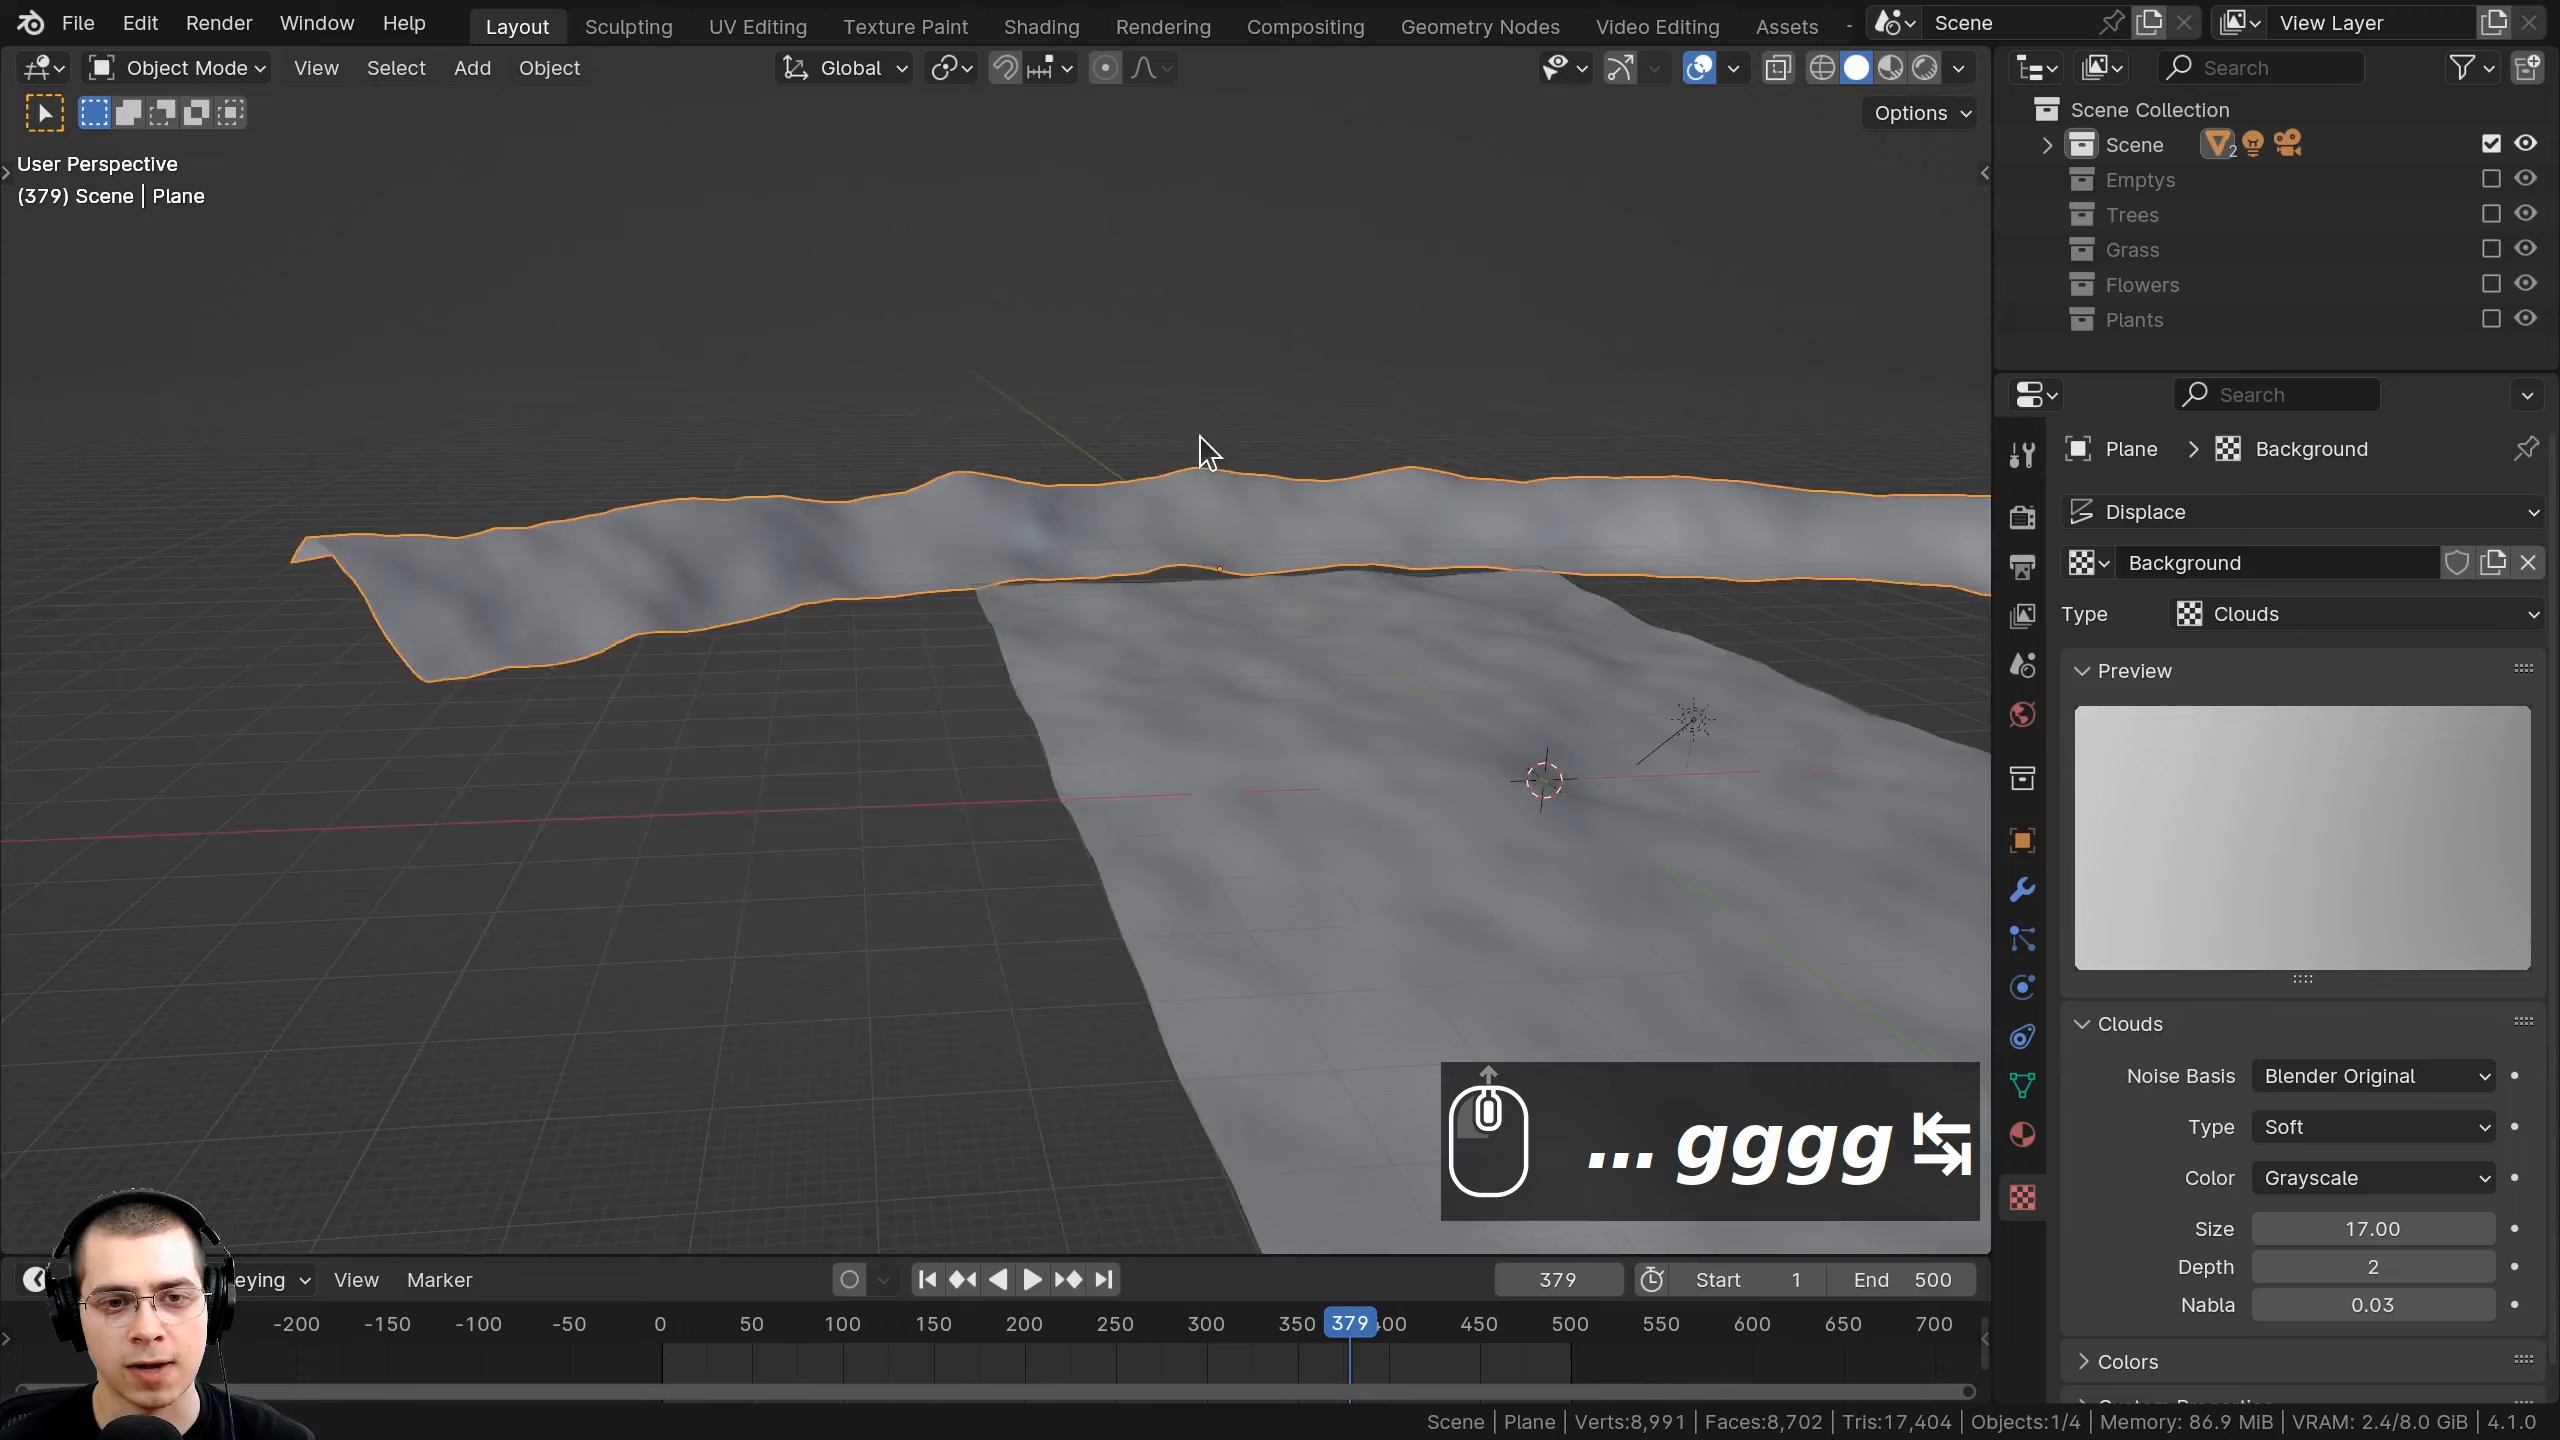 File Edit Render Window Help Layout Sculpting UV Editing Texture Paint Shading Rendering Compositing Geometry Nodes Video Editing Assets Scene View Layer
Object Mode View Select Add Object Global Search
Options
User Perspective
(379) Scene | Plane
Scene Collection
Scene 2
Emptys
Trees
Grass
Flowers
Plants
Search
Plane > Background
Displace
Background
Type Clouds
Preview
Clouds
Noise Basis Blender Original
Type Soft
Color Grayscale
Size 17.00
Depth 2
Nabla 0.03
Colors
... gggg
eying View Marker 379 Start 1 End 500
-200 -150 -100 -50 0 50 100 150 200 250 300 350 379 400 450 500 550 600 650 700
Scene | Plane | Verts:8,991 | Faces:8,702 | Tris:17,404 | Objects:1/4 | Memory: 86.9 MiB | VRAM: 2.4/8.0 GiB | 4.1.0